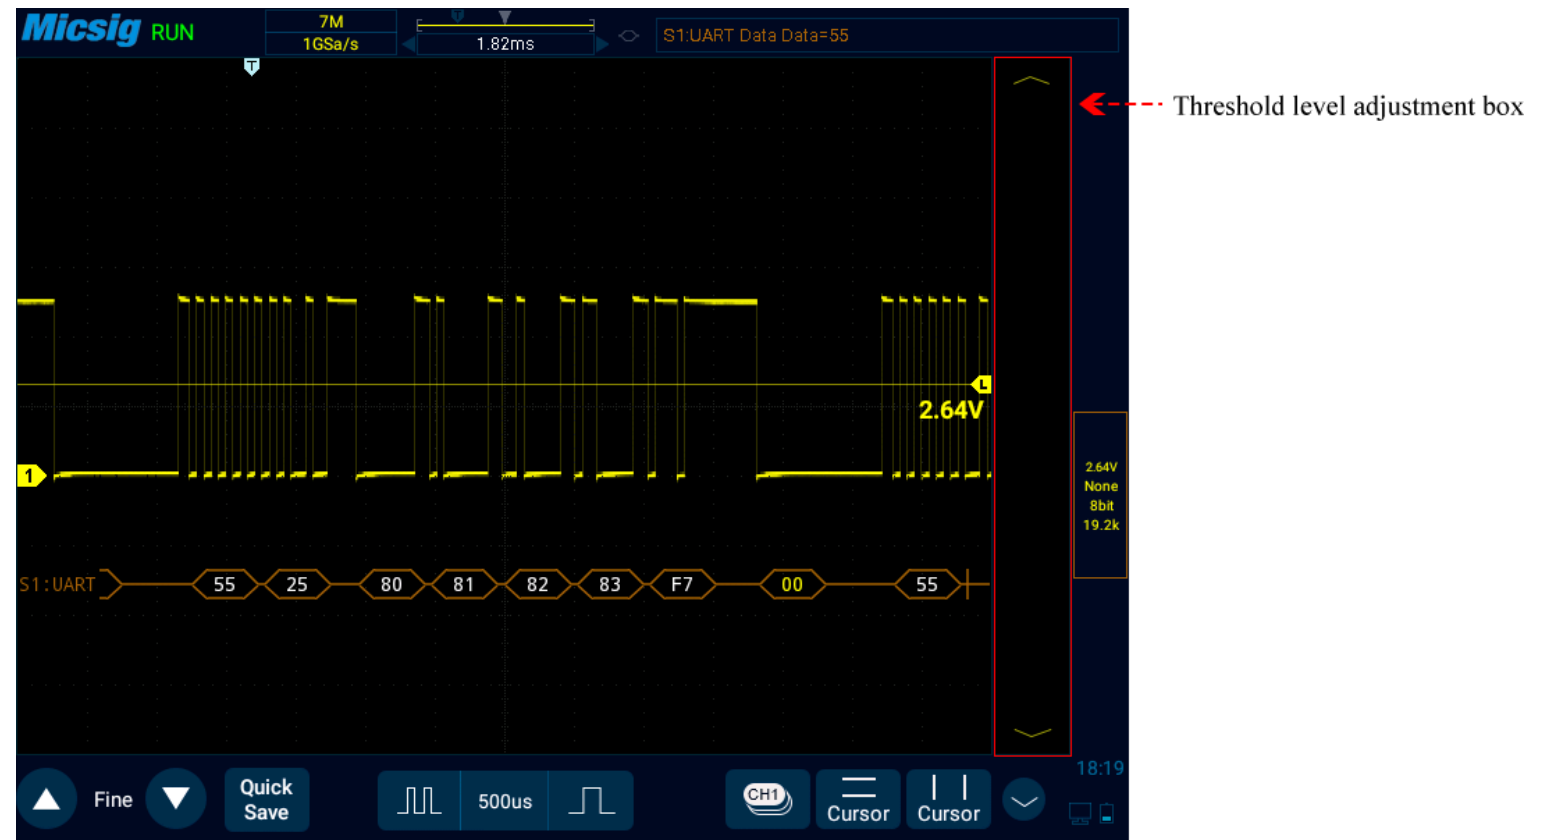 Micsig RUN
7M
1GSa/s
T
1.82ms
S1:UART Data Data=55
T
Threshold level adjustment box
L
2.64V
1
2.64V
None
8bit
19.2k
S1:UART 55 25 80 81 82 83 F7 00 55
18:19
Fine
Quick
Save
500us
CH1
Cursor
Cursor